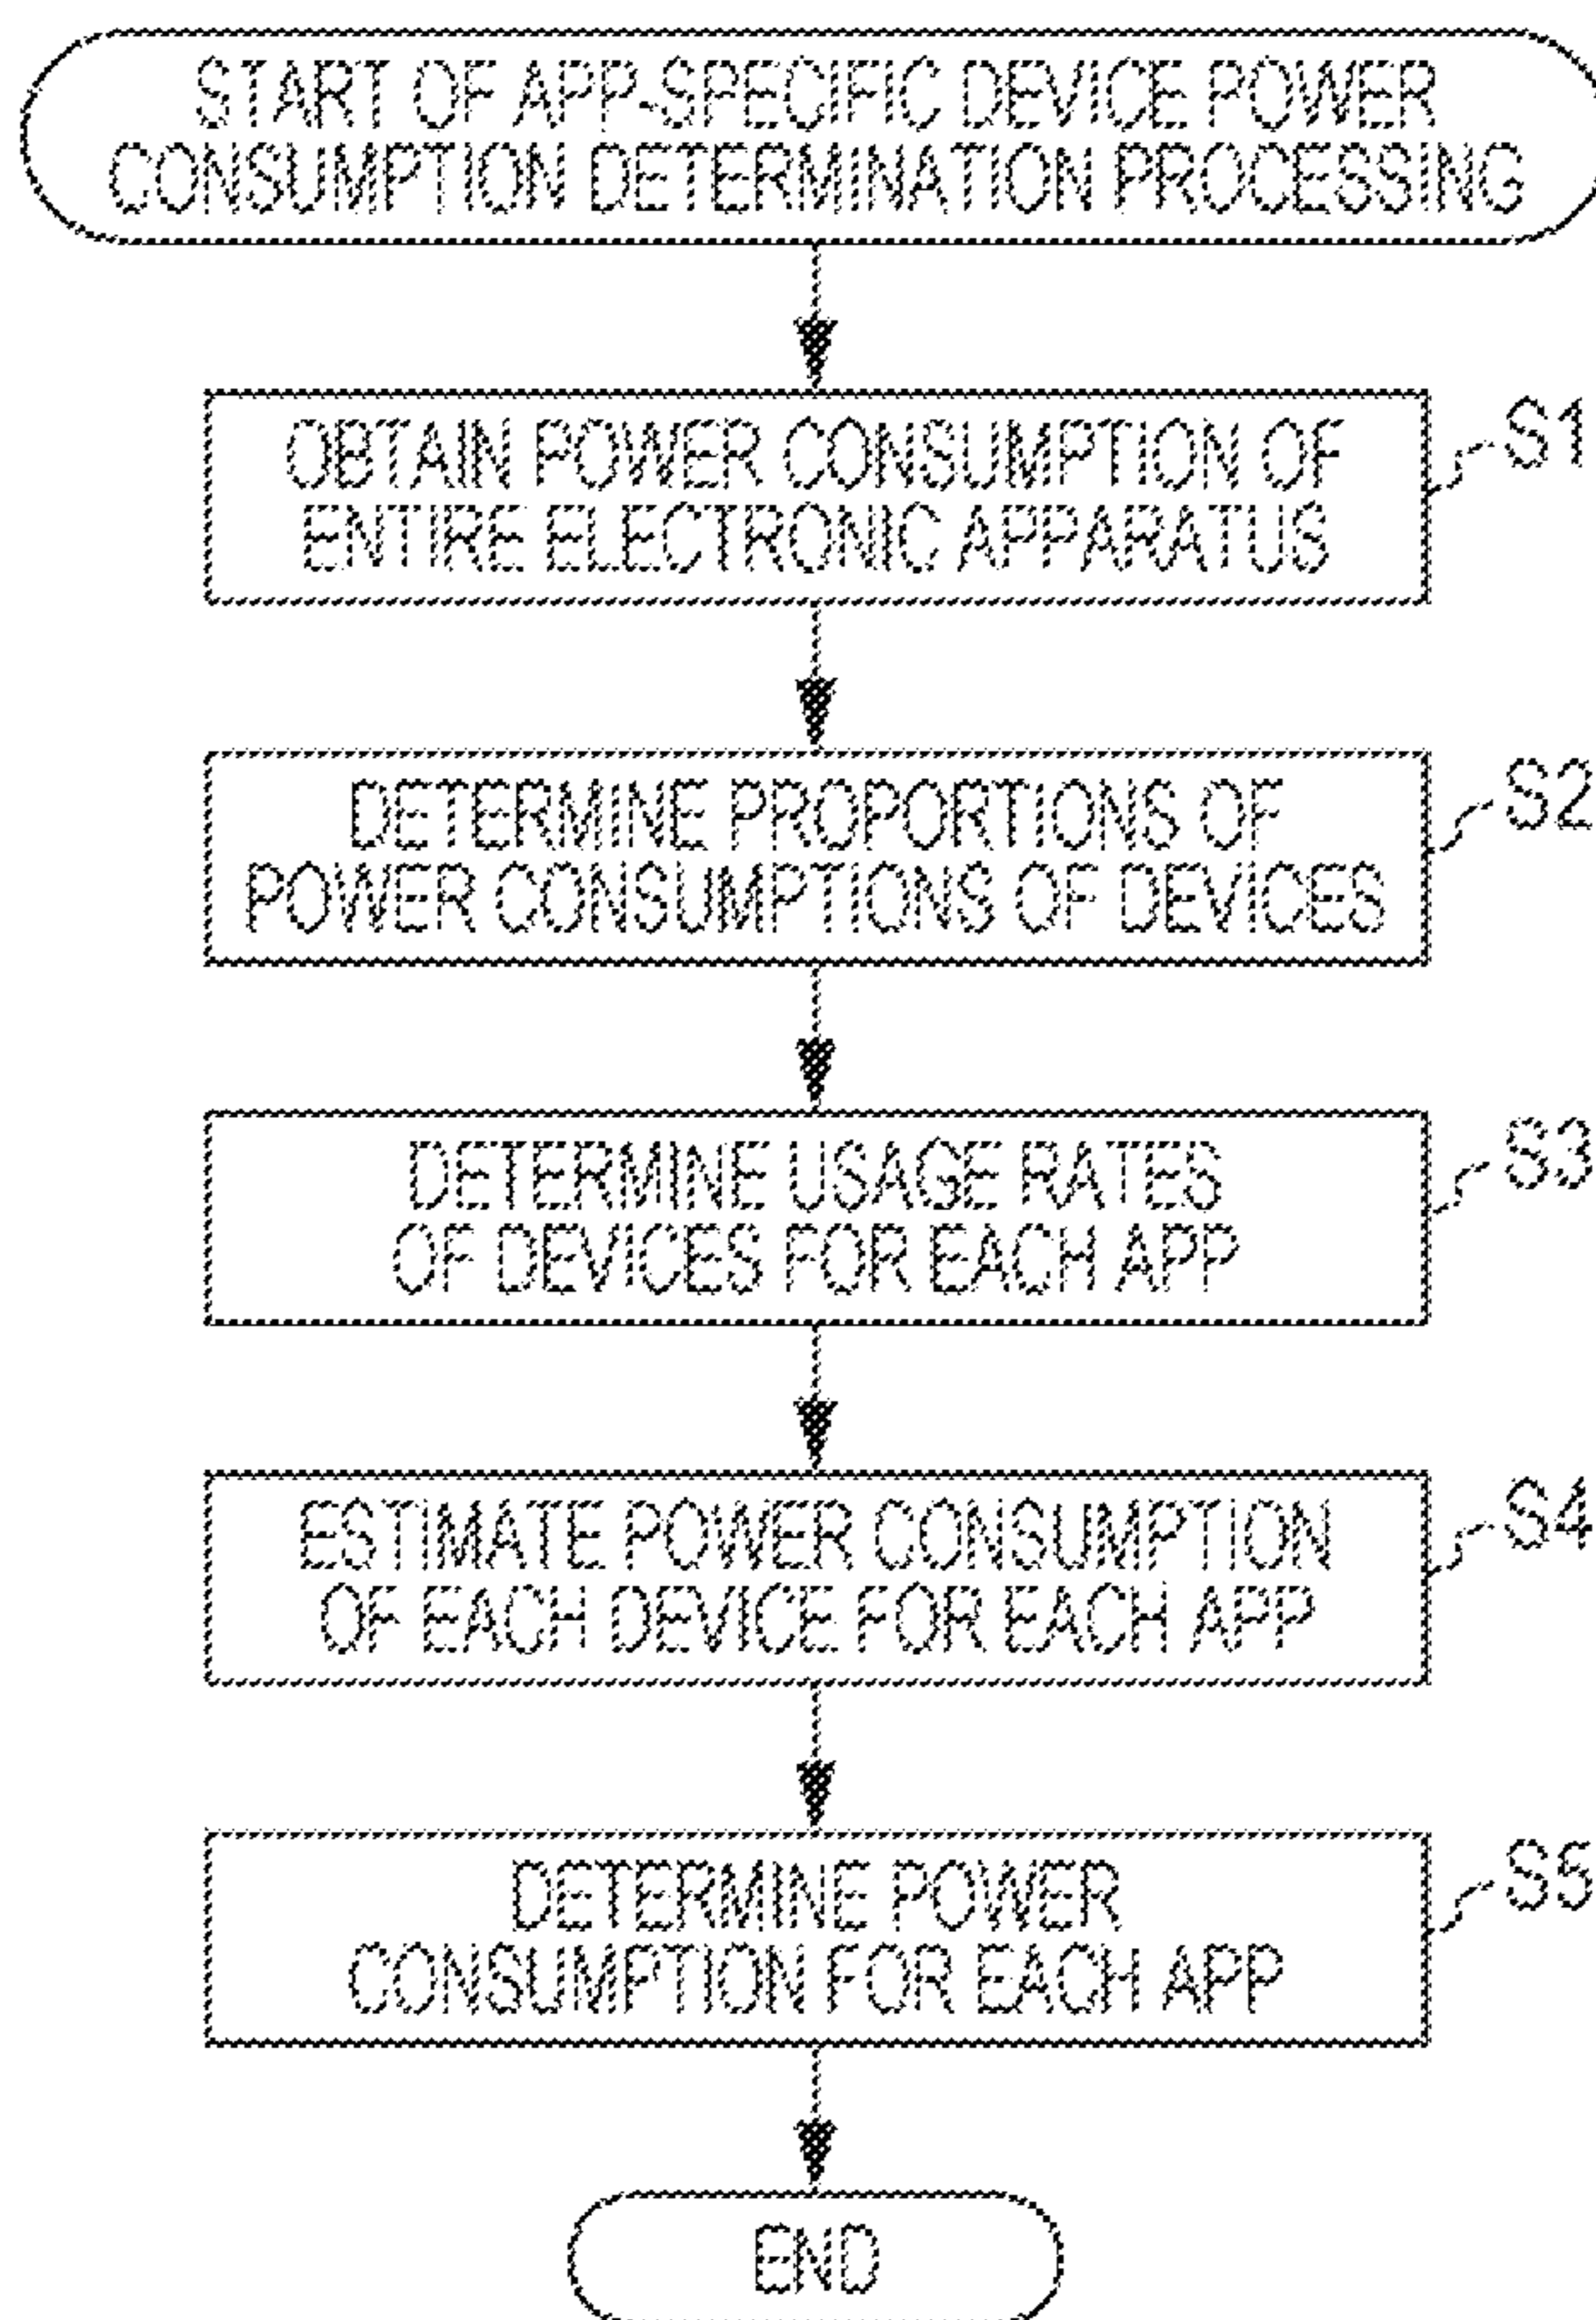 START OF APP-SPECIFIC DEVICE POWER
CONSUMPTION DETERMINATION PROCESSING
OBTAIN POWER CONSUMPTION OF
ENTIRE ELECTRONIC APPARATUS
S1
DETERMINE PROPORTIONS OF
POWER CONSUMPTIONS OF DEVICES
S2
DETERMINE USAGE RATES
OF DEVICES FOR EACH APP
S3
ESTIMATE POWER CONSUMPTION
OF EACH DEVICE FOR EACH APP
S4
DETERMINE POWER
CONSUMPTION FOR EACH APP
S5
END